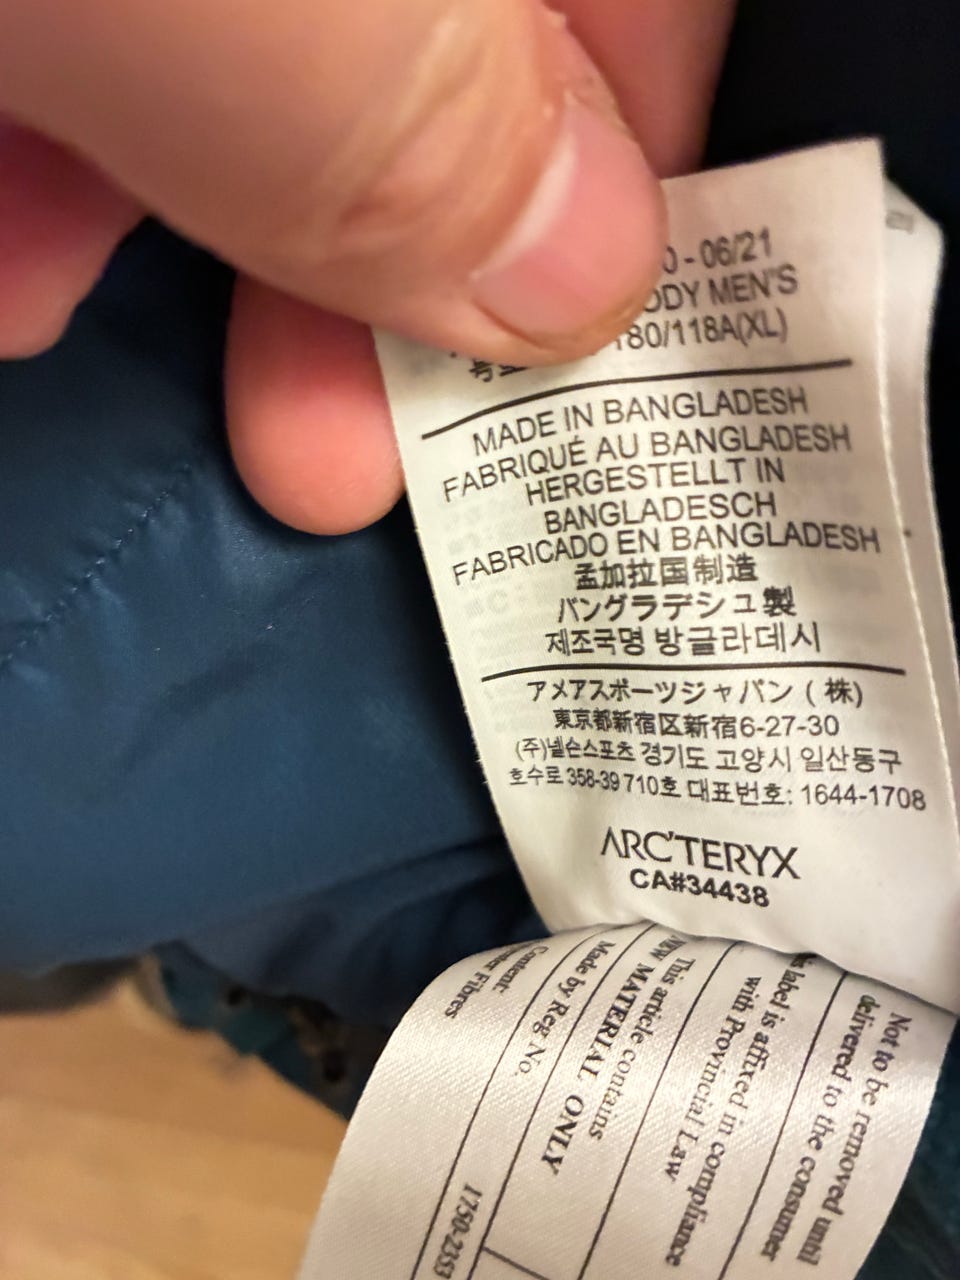 0 - 06/21
ODY MEN'S
180/118A(XL)
MADE IN BANGLADESH
FABRIQUÉ AU BANGLADESH
HERGESTELLT IN
BANGLADESCH
FABRICADO EN BANGLADESH
孟加拉国制造
バングラデシュ製
제조국명 방글라데시
アメアスポーツジャパン (株)
東京都新宿区新宿6-27-30
(주)넬슨스포츠 경기도 고양시 일산동구
호수로 358-39 710호 대표번호: 1644-1708
ARC'TERYX
CA#34438
Not to be removed until
delivered to the consumer
label is affixed in compliance
with Provincial Law
This article contains
NEW MATERIAL ONLY
Made by Reg No.
1750-2353
Content:
Fibres